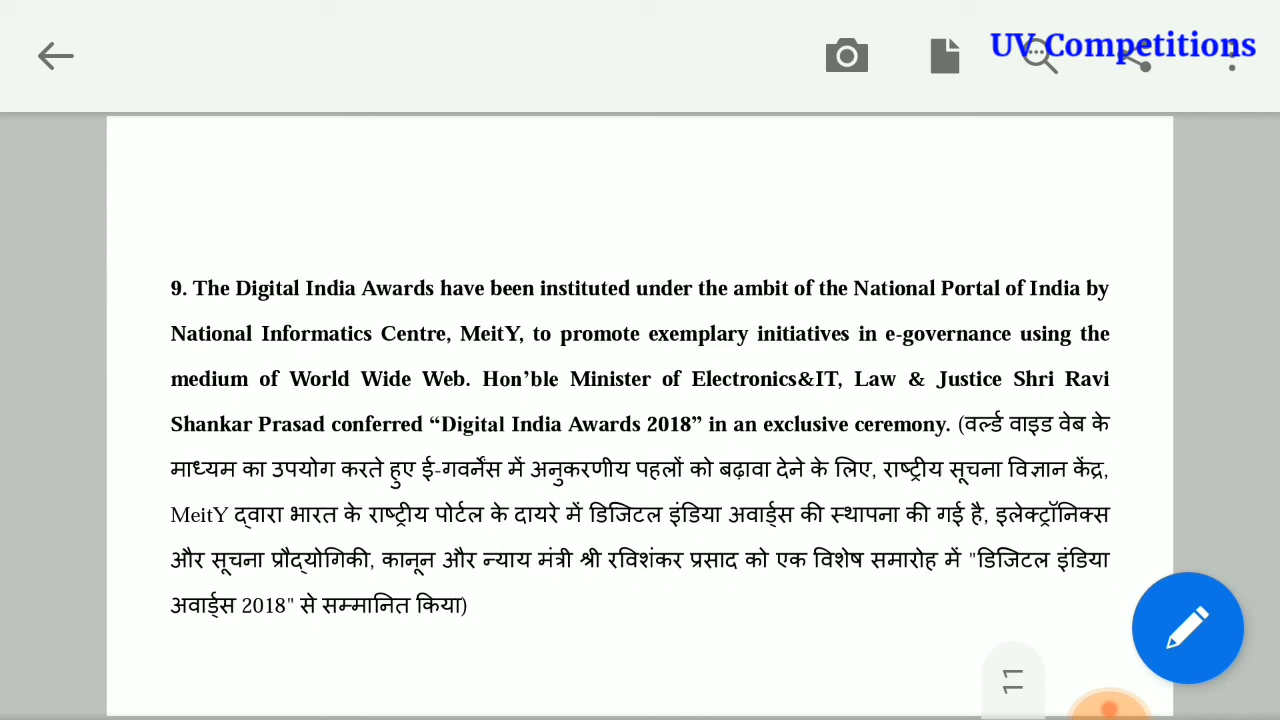 UV Competitions
9. The Digital India Awards have been instituted under the ambit of the National Portal of India by
National Informatics Centre, MeitY, to promote exemplary initiatives in e-governance using the
medium of World Wide Web. Hon’ble Minister of Electronics&IT, Law & Justice Shri Ravi
Shankar Prasad conferred “Digital India Awards 2018” in an exclusive ceremony. (वर्ल्ड वाइड वेब के
माध्यम का उपयोग करते हुए ई-गवर्नेंस में अनुकरणीय पहलों को बढ़ावा देने के लिए, राष्ट्रीय सूचना विज्ञान केंद्र,
MeitY द्वारा भारत के राष्ट्रीय पोर्टल के दायरे में डिजिटल इंडिया अवार्ड्स की स्थापना की गई है, इलेक्ट्रॉनिक्स
और सूचना प्रौद्योगिकी, कानून और न्याय मंत्री श्री रविशंकर प्रसाद को एक विशेष समारोह में "डिजिटल इंडिया
अवार्ड्स 2018" से सम्मानित किया)
11